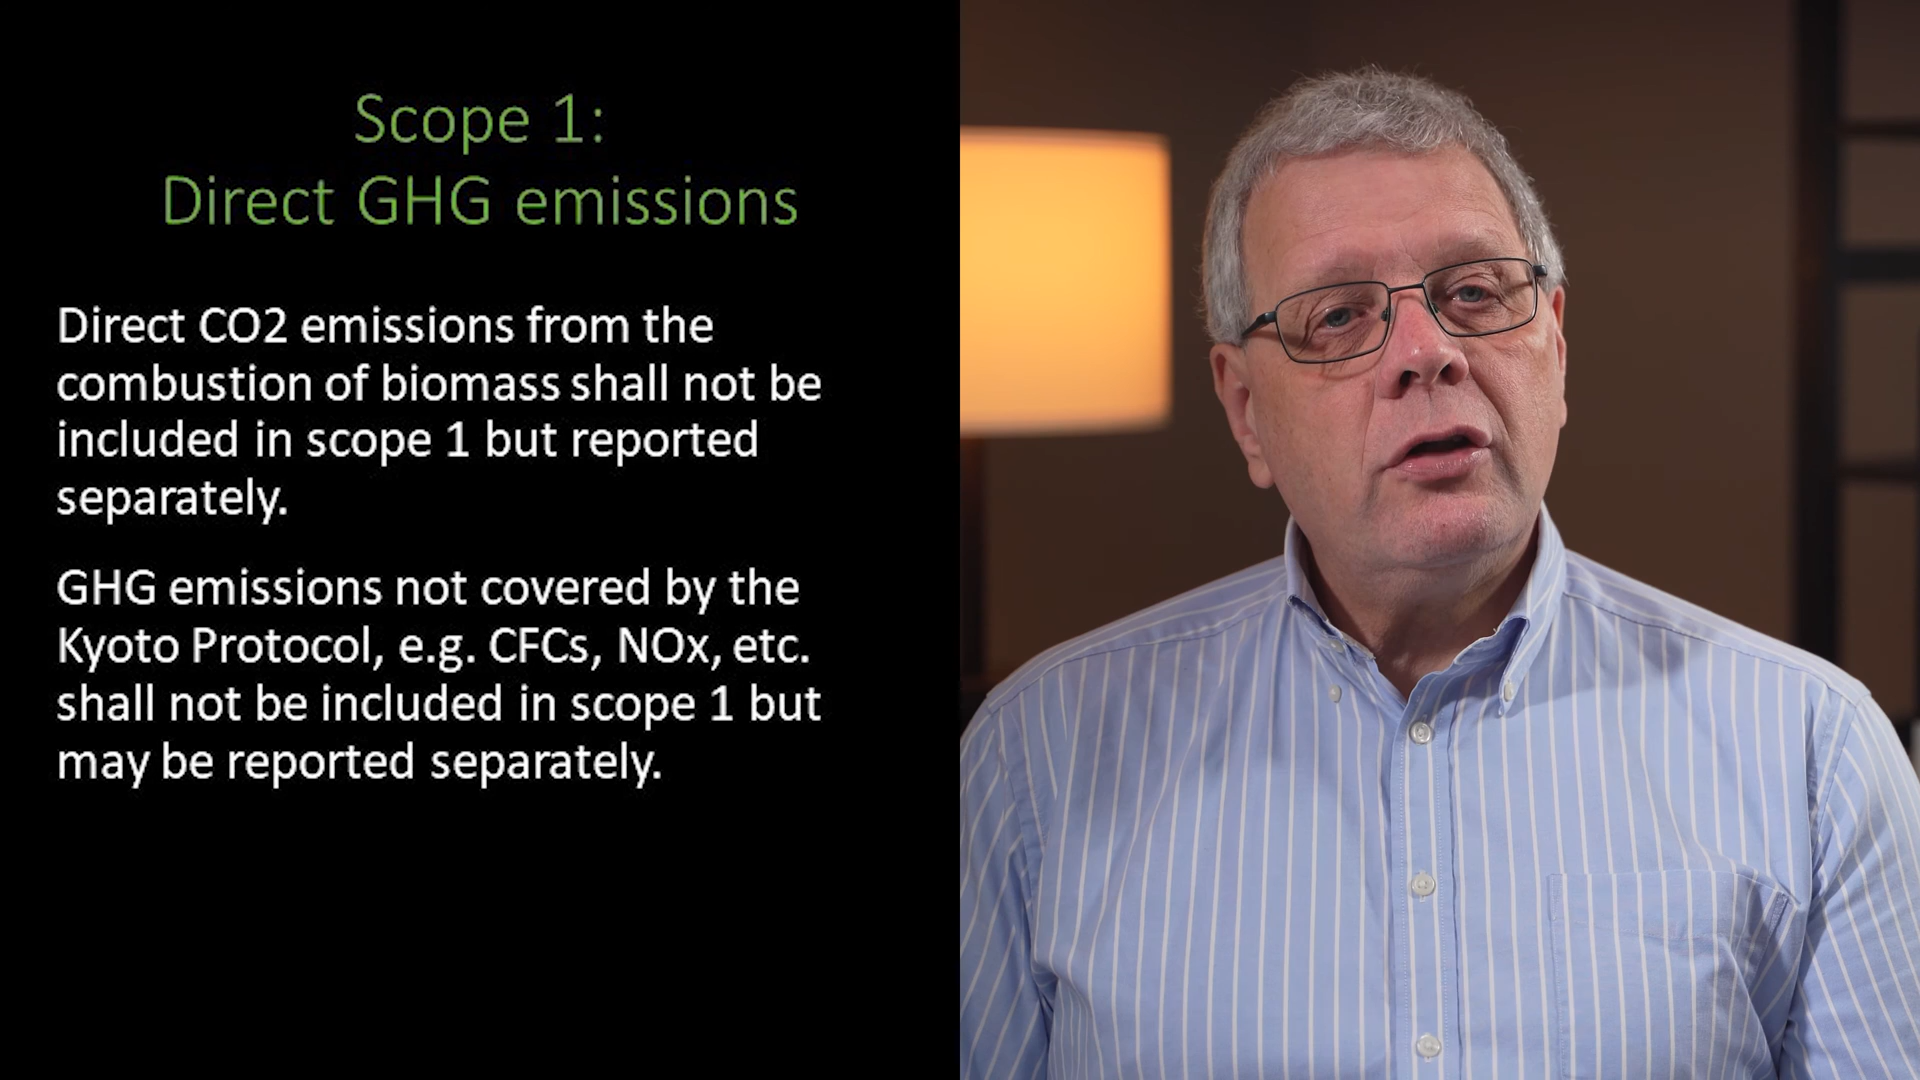 Scope 1:
Direct GHG emissions
Direct CO2 emissions from the
combustion of biomass shall not be
included in scope 1 but reported
separately.
GHG emissions not covered by the
Kyoto Protocol, e.g. CFCs, NOx, etc.
shall not be included in scope 1 but
may be reported separately.